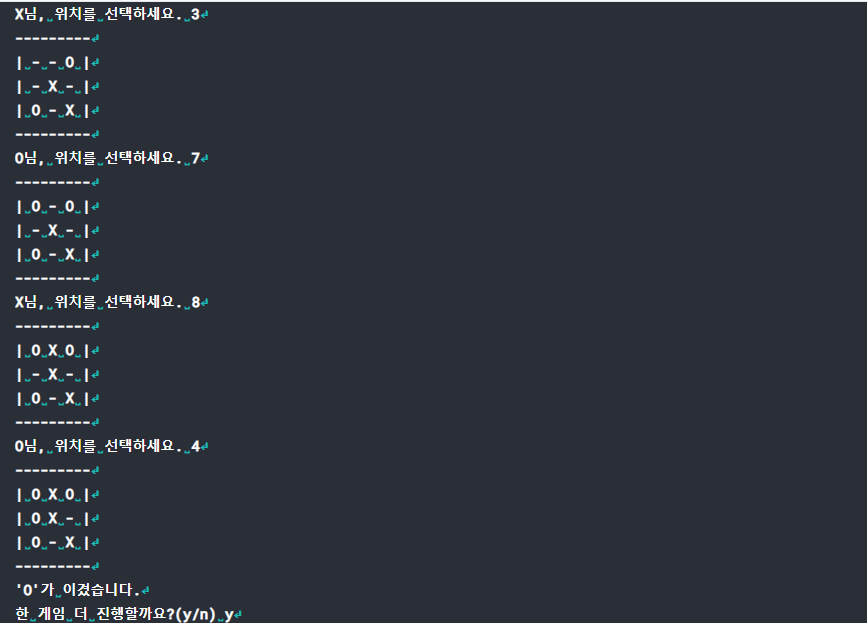 X님, 위치를 선택하세요. 3
---------
| - - O |
| - X - |
| O - X |
---------
O님, 위치를 선택하세요. 7
---------
| O - O |
| - X - |
| O - X |
---------
X님, 위치를 선택하세요. 8
---------
| O X O |
| - X - |
| O - X |
---------
O님, 위치를 선택하세요. 4
---------
| O X O |
| O X - |
| O - X |
---------
'O'가 이겼습니다.
한 게임 더 진행할까요?(y/n) y